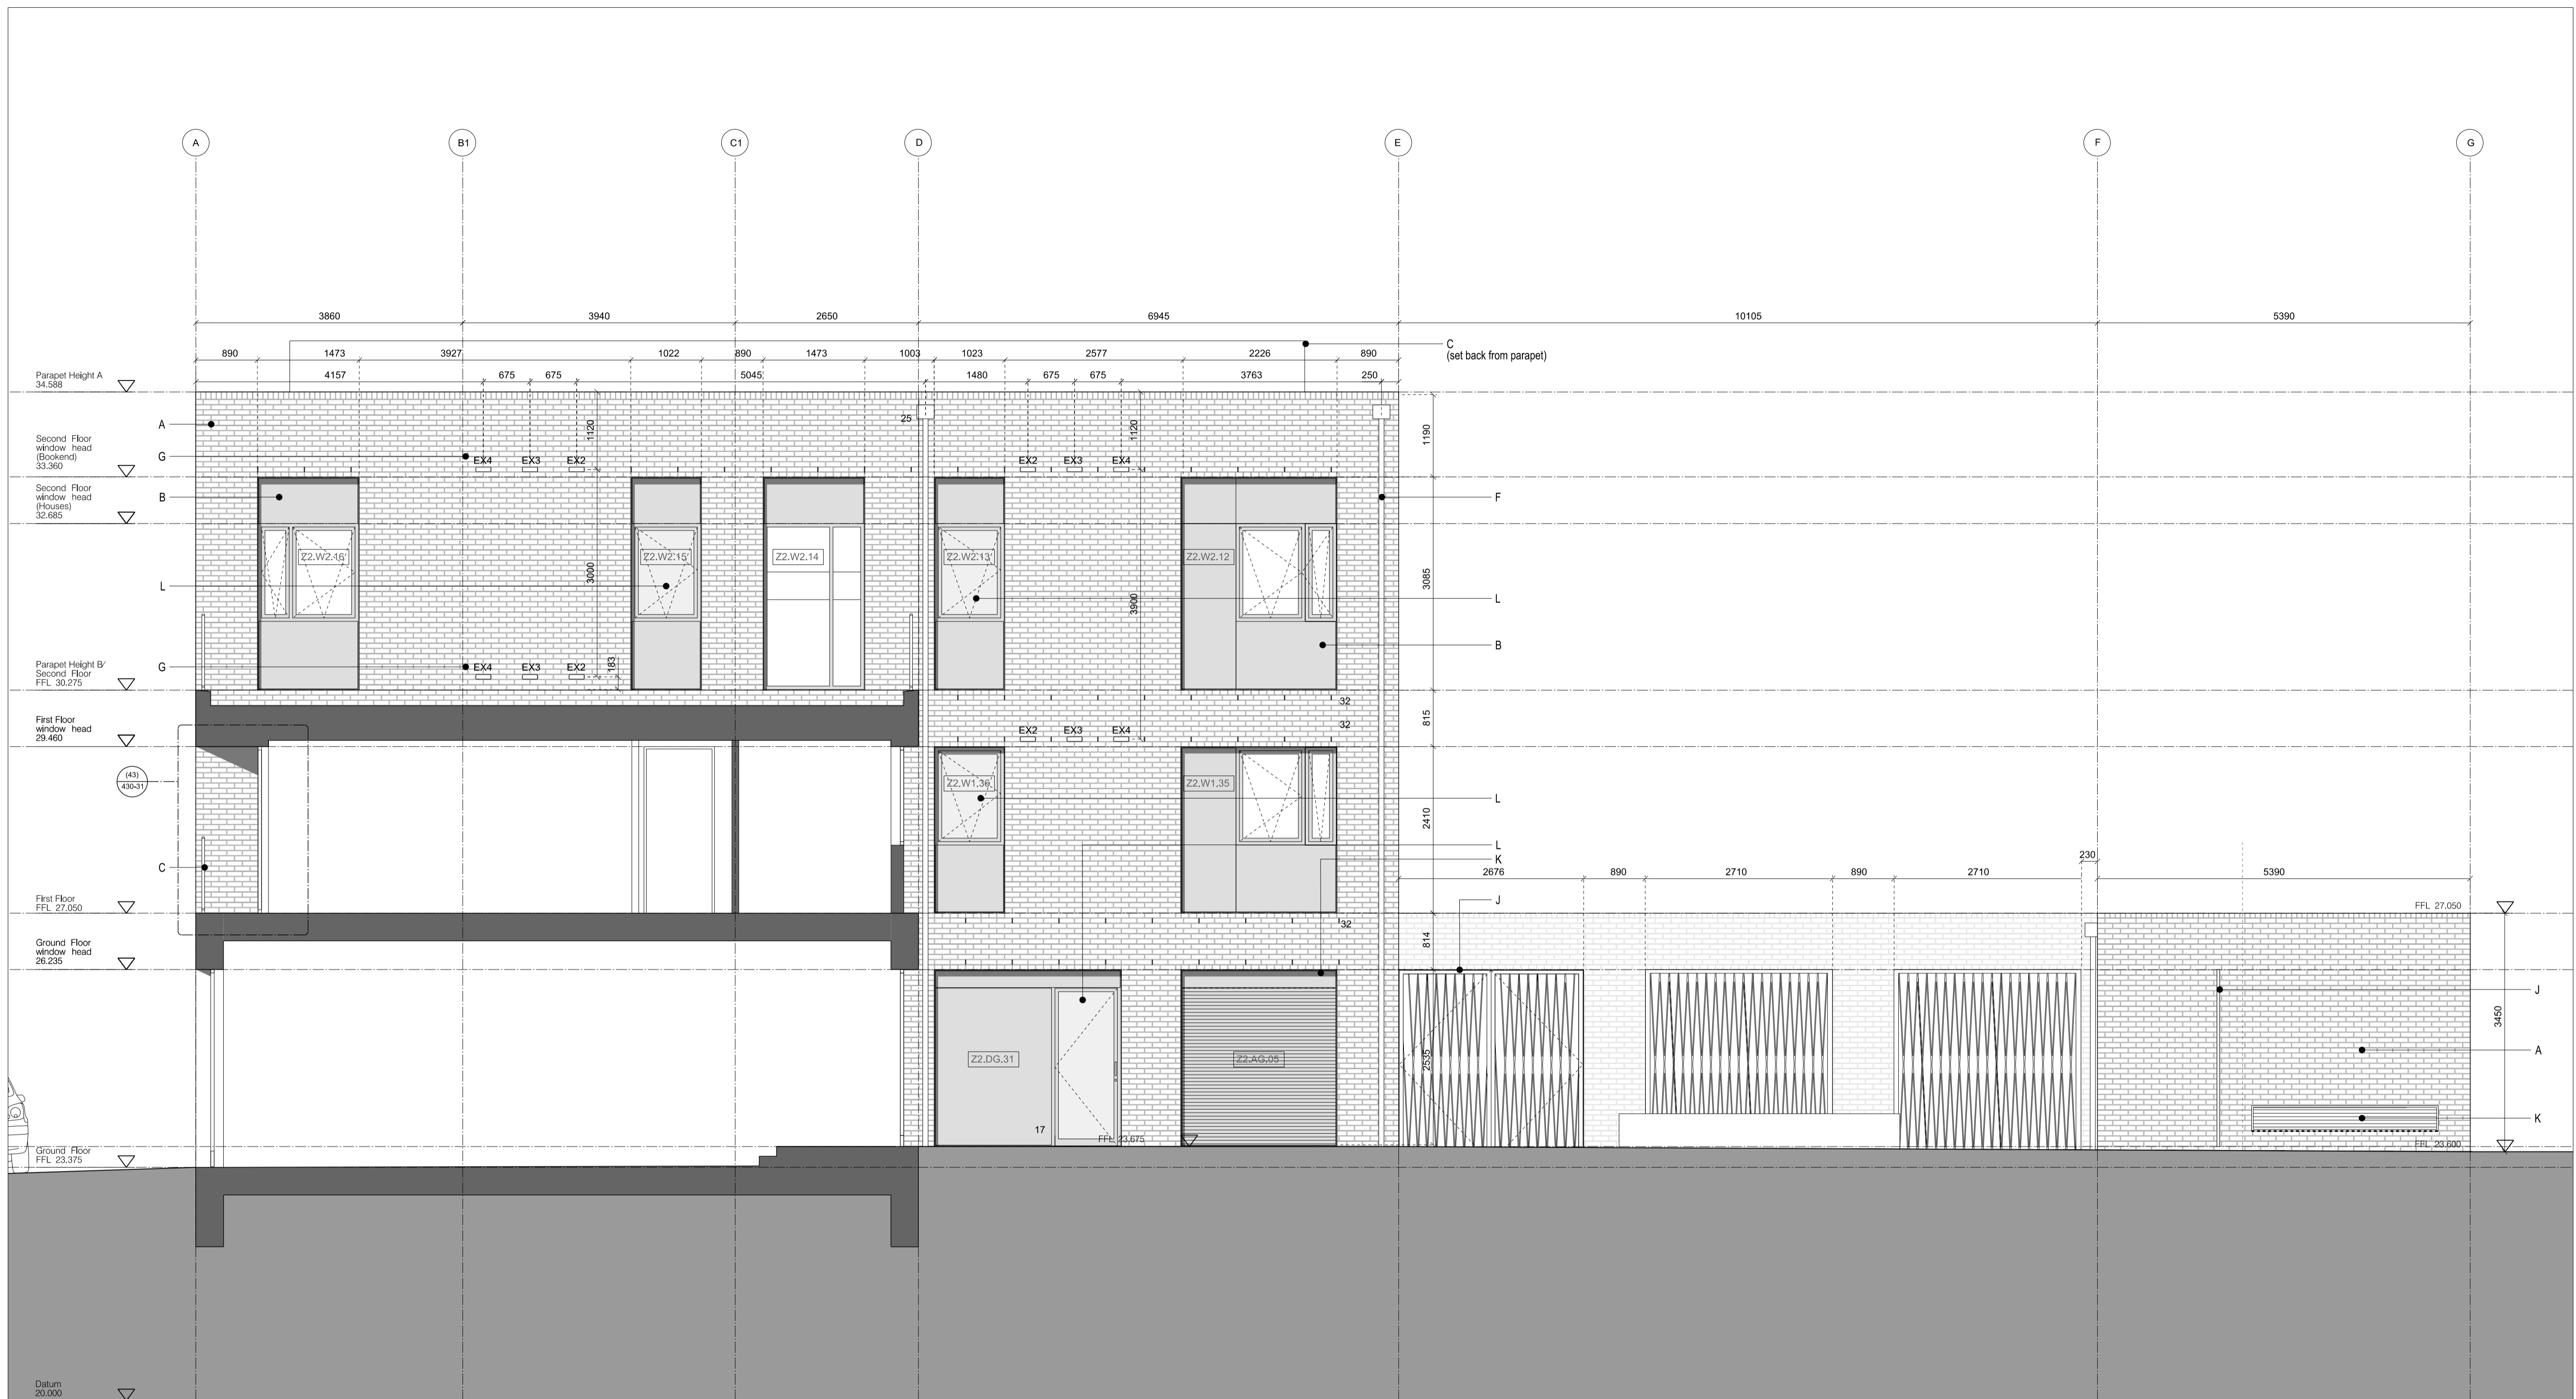 A
B1
C1
D
E
F
G
3860
3940
2650
6945
10105
5390
890
1473
3927
1022
890
1473
1003
1023
2577
2226
890
C
(set back from parapet)
4157
675
675
5045
1480
675
675
3763
250
Parapet Height A
34.588
A
25
1120
1120
1190
Second Floor
window head
(Bookend)
33.360
G
EX4
EX3
EX2
EX2
EX3
EX4
Second Floor
window head
(Houses)
32.685
B
F
Z2.W2.16
Z2.W2.15
Z2.W2.14
Z2.W2.13
Z2.W2.12
L
3000
3900
3085
L
B
Parapet Height B/
Second Floor
FFL 30.275
G
EX4
EX3
EX2
183
32
32
815
First Floor
window head
29.460
EX2
EX3
EX4
(43)
430-31
Z2.W1.36
Z2.W1.35
L
2410
L
K
C
230
2676
890
2710
890
2710
5390
First Floor
FFL 27.050
J
FFL 27.050
32
814
Ground Floor
window head
26.235
J
3450
Z2.DG.31
Z2.AG.05
2535
A
K
17
FFL 23.675
FFL 23.600
Ground Floor
FFL 23.375
Datum
20.000